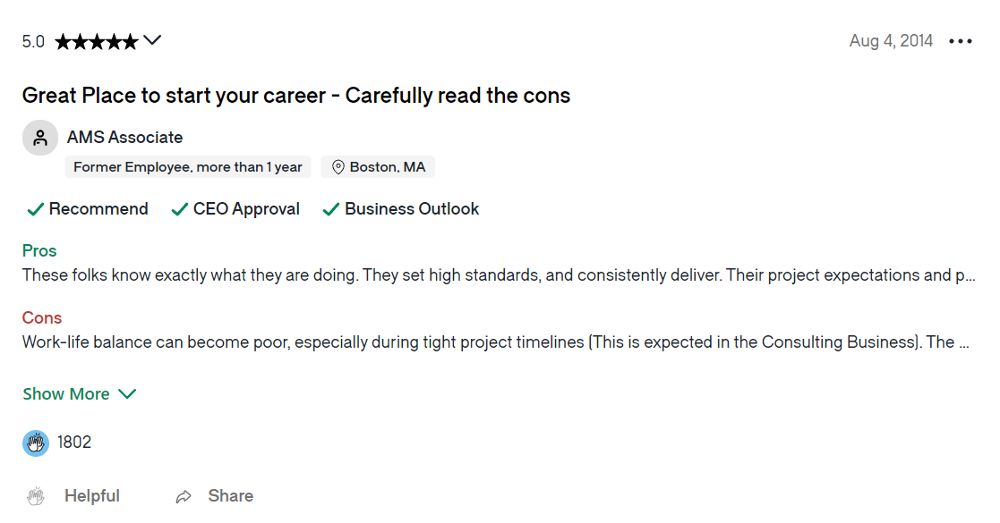 5.0
Aug 4, 2014
Great Place to start your career - Carefully read the cons
AMS Associate
Former Employee, more than 1 year
Boston, MA
Recommend
CEO Approval
Business Outlook
Pros
These folks know exactly what they are doing. They set high standards, and consistently deliver. Their project expectations and p...
Cons
Work-life balance can become poor, especially during tight project timelines (This is expected in the Consulting Business). The ...
Show More
1802
Helpful
Share